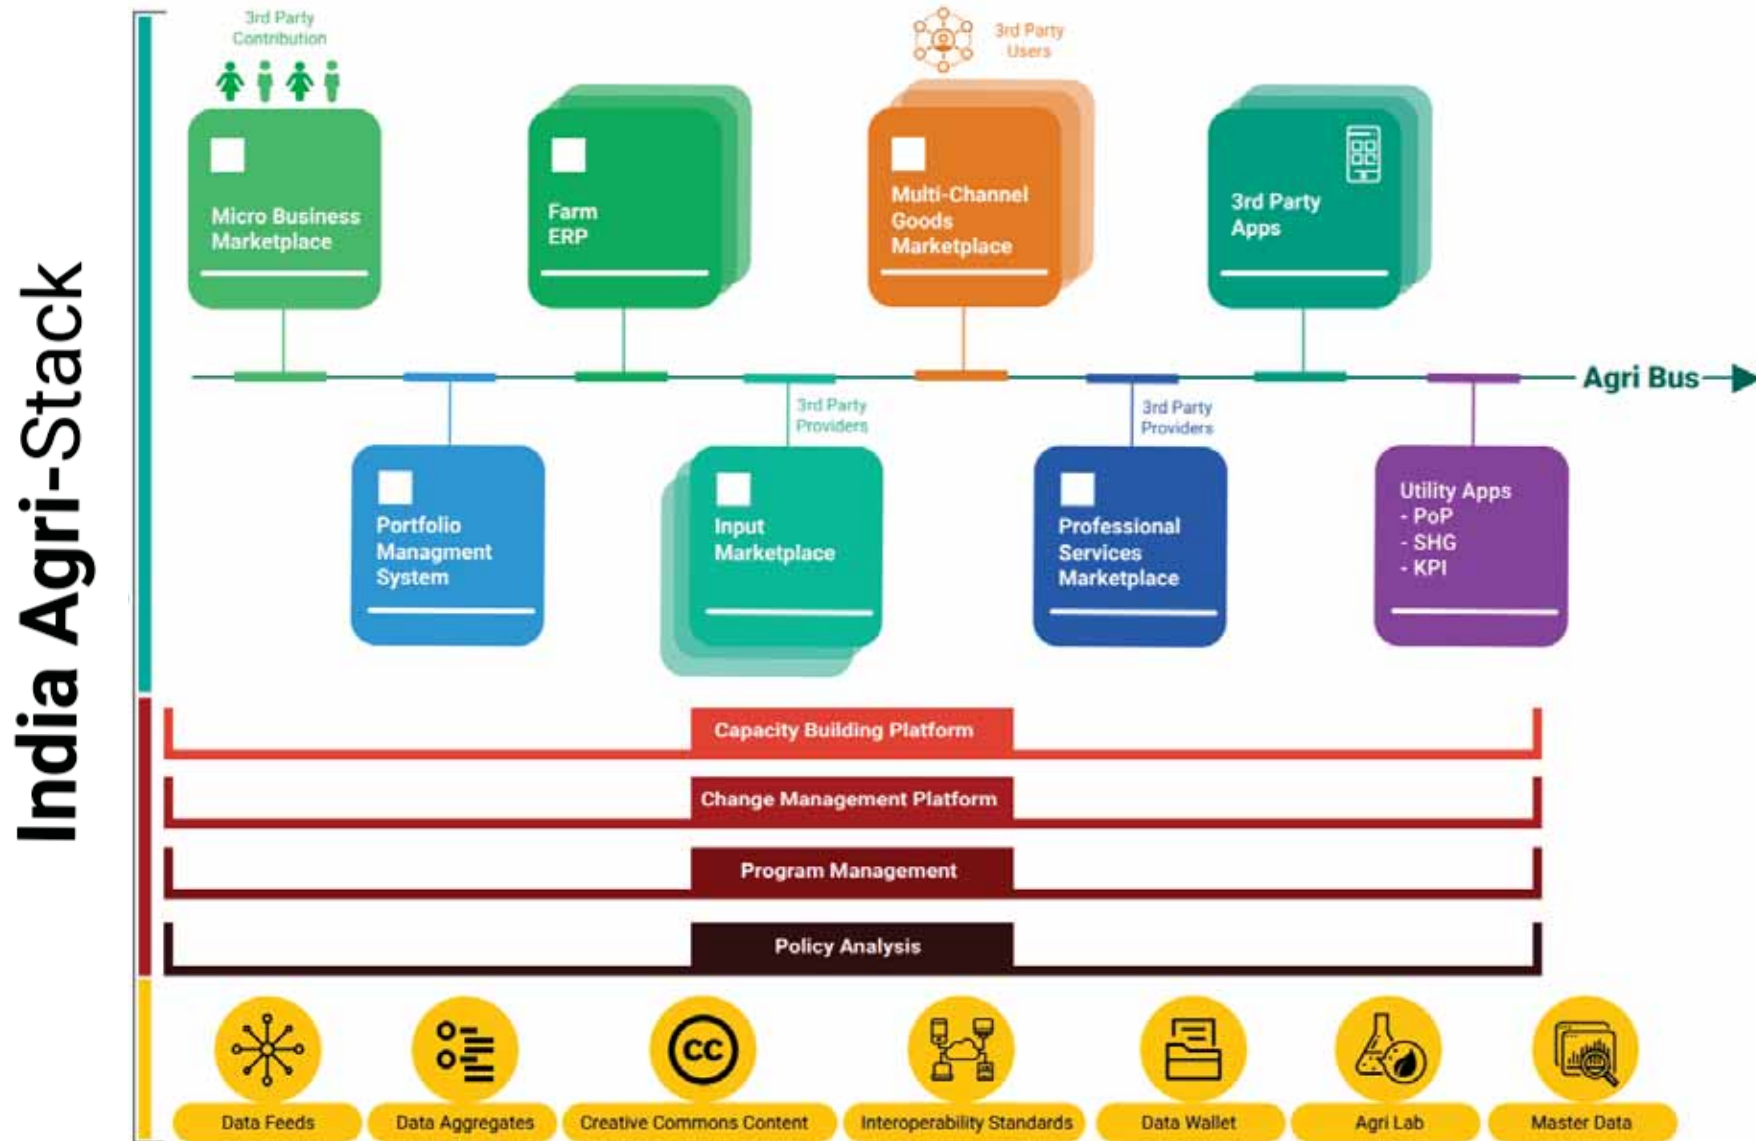 India Agri-Stack
3rd Party
Contribution
3rd Party
Users
Micro Business
Marketplace
Farm
ERP
Multi-Channel
Goods
Marketplace
3rd Party
Apps
Agri Bus
3rd Party
Providers
3rd Party
Providers
Portfolio
Managment
System
Input
Marketplace
Professional
Services
Marketplace
Utility Apps
- PoP
- SHG
- KPI
Capacity Building Platform
Change Management Platform
Program Management
Policy Analysis
CC
Data Feeds
Data Aggregates
Creative Commons Content
Interoperability Standards
Data Wallet
Agri Lab
Master Data